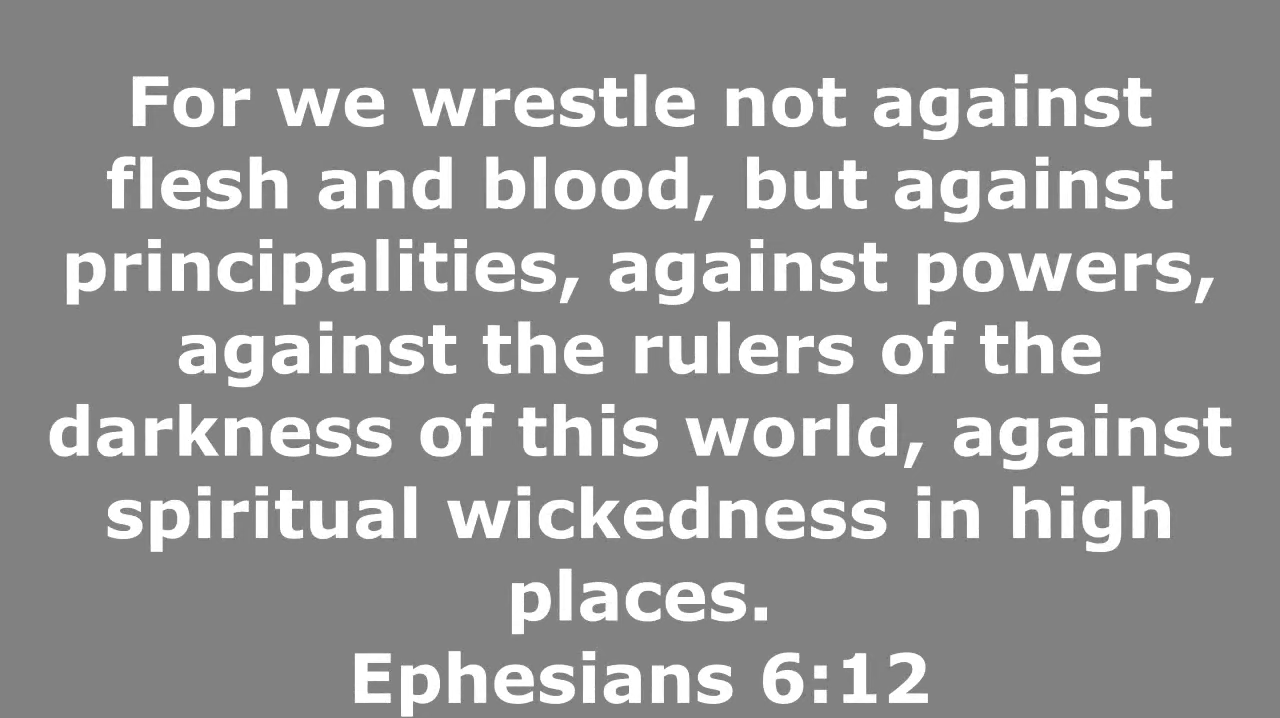 For we wrestle not against
flesh and blood, but against
principalities, against powers,
against the rulers of the
darkness of this world, against
spiritual wickedness in high
places.
Ephesians 6:12